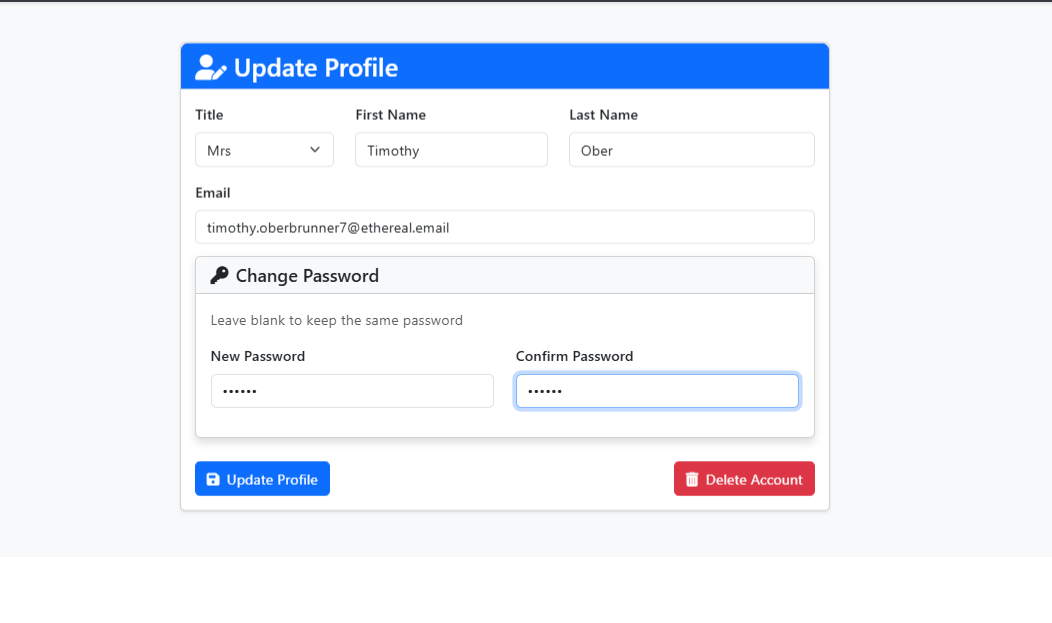 Update Profile
Title First Name Last Name
Mrs Timothy Ober
Email
timothy.oberbrunner7@ethereal.email
Change Password
Leave blank to keep the same password
New Password Confirm Password
•••••• ••••••
Update Profile Delete Account